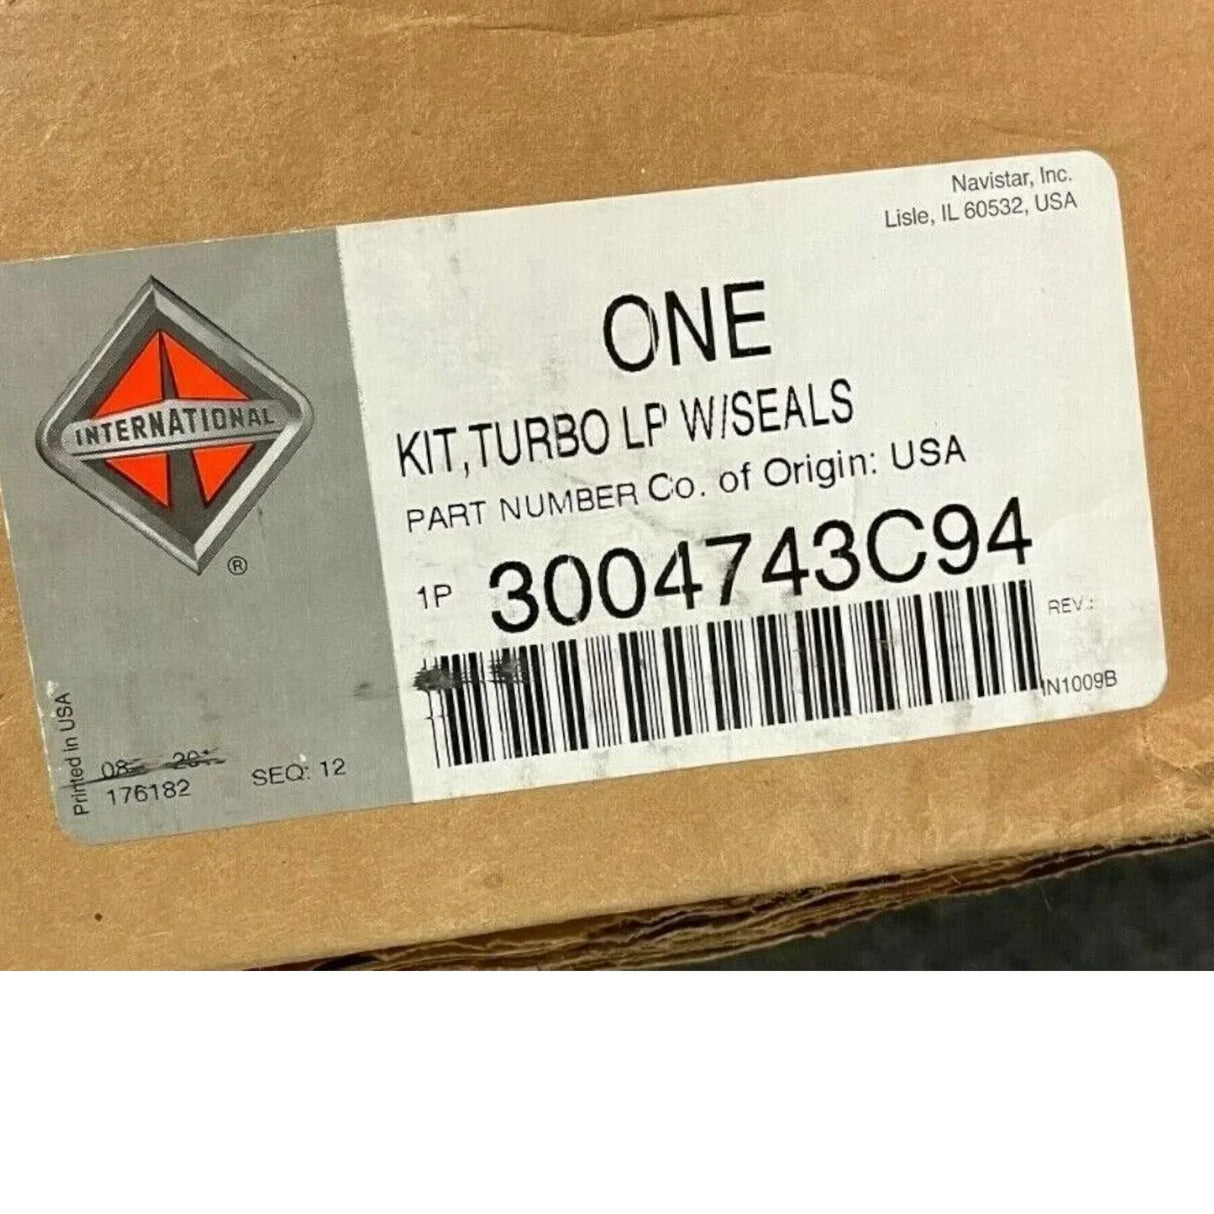 Navistar, Inc.
Lisle, IL 60532, USA
INTERNATIONAL
®
ONE
KIT,TURBO LP W/SEALS
PART NUMBER Co. of Origin: USA
1P 3004743C94
REV.:
IN1009B
Printed in USA
176182
SEQ: 12